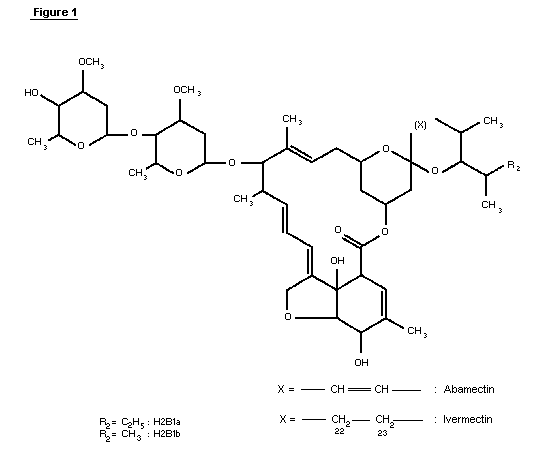 Figure 1
OCH3
HO
OCH3
CH3
O
O
CH3
O
O
CH3
CH3
O
(X)
O
CH3
R2
CH3
O
O
OH
O
CH3
OH
X = CH = CH : Abamectin
X = CH2 CH2 : Ivermectin
22 23
R2= C2H5 : H2B1a
R2= CH3 : H2B1b